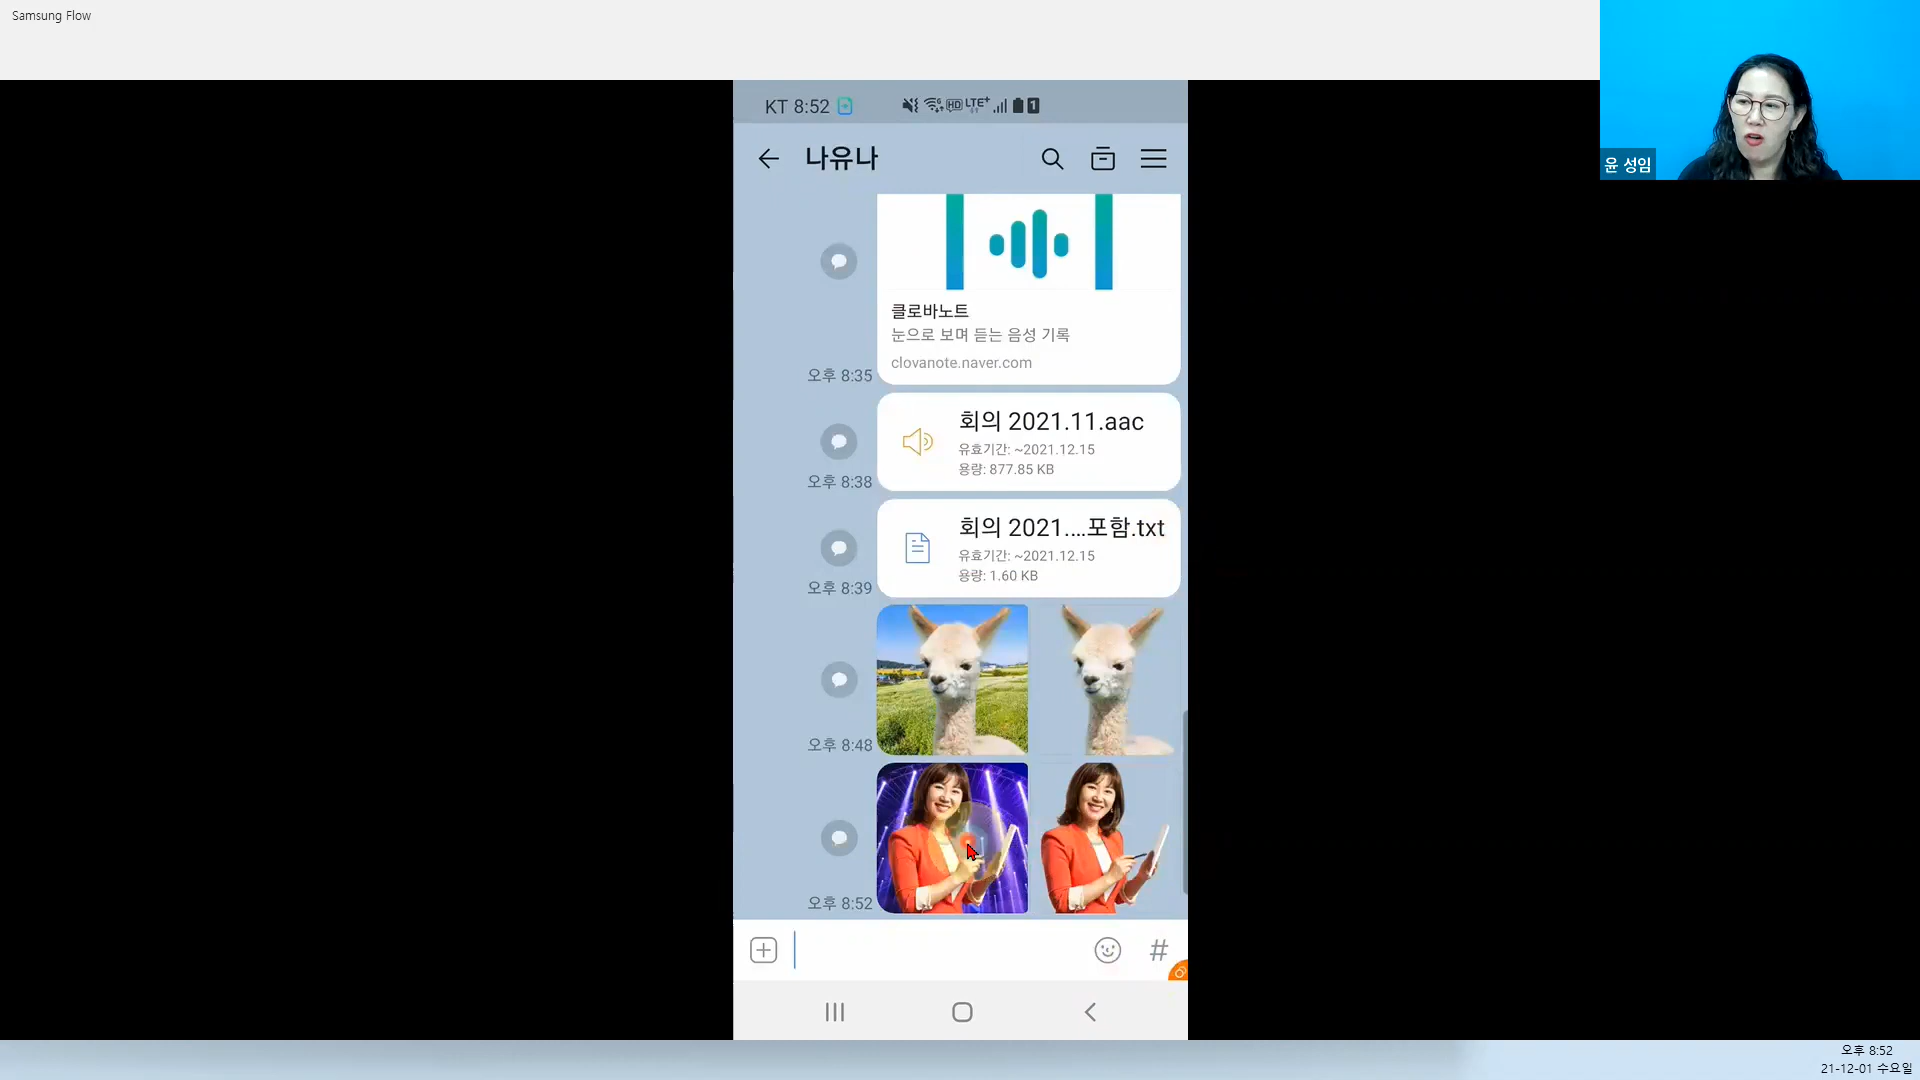 Samsung Flow
윤 성임
KT 8:52
HD LTE+ 1
나유나
클로바노트
눈으로 보며 듣는 음성 기록
clovanote.naver.com
오후 8:35
회의 2021.11.aac
유효기간: ~2021.12.15
용량: 877.85 KB
오후 8:38
회의 2021....포함.txt
유효기간: ~2021.12.15
용량: 1.60 KB
오후 8:39
오후 8:48
오후 8:52
#
오후 8:52
21-12-01 수요일